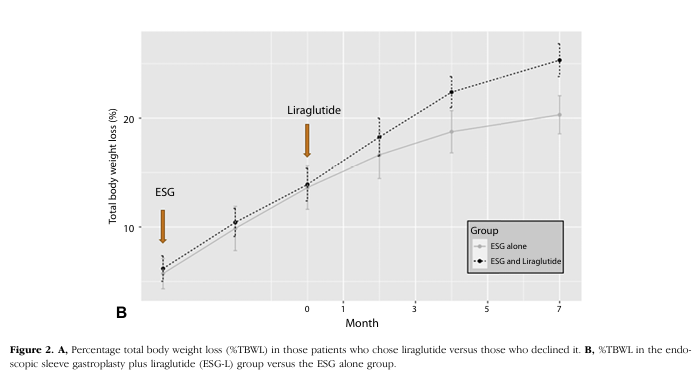 Liraglutide
ESG
20
10
Total body weight loss (%)
Group
ESG alone
ESG and Liraglutide
0 1 3 5 7
Month
B
Figure 2. A, Percentage total body weight loss (%TBWL) in those patients who chose liraglutide versus those who declined it. B, %TBWL in the endo-
scopic sleeve gastroplasty plus liraglutide (ESG-L) group versus the ESG alone group.